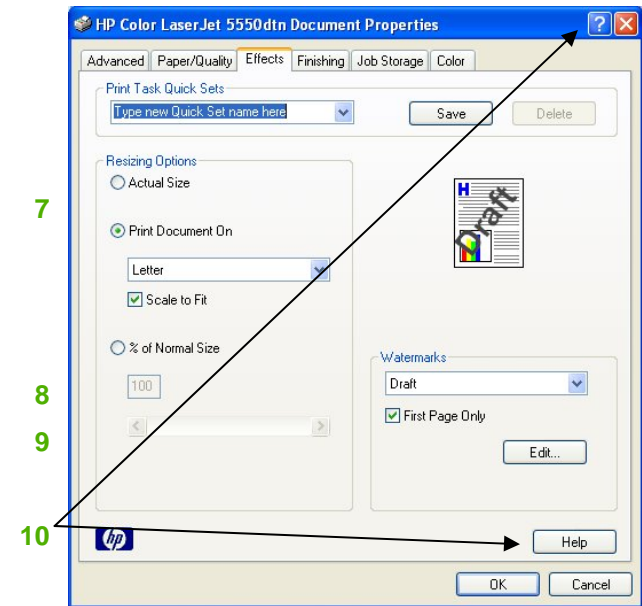 HP Color LaserJet 5550dtn Document Properties
Advanced Paper/Quality Effects Finishing Job Storage Color
Print Task Quick Sets
Type new Quick Set name here Save Delete
Resizing Options
Actual Size
7
Print Document On
Letter
Scale to Fit
% of Normal Size
8
100
9
H
Draft
Watermarks
Draft
First Page Only
Edit...
10
hp
Help
OK Cancel